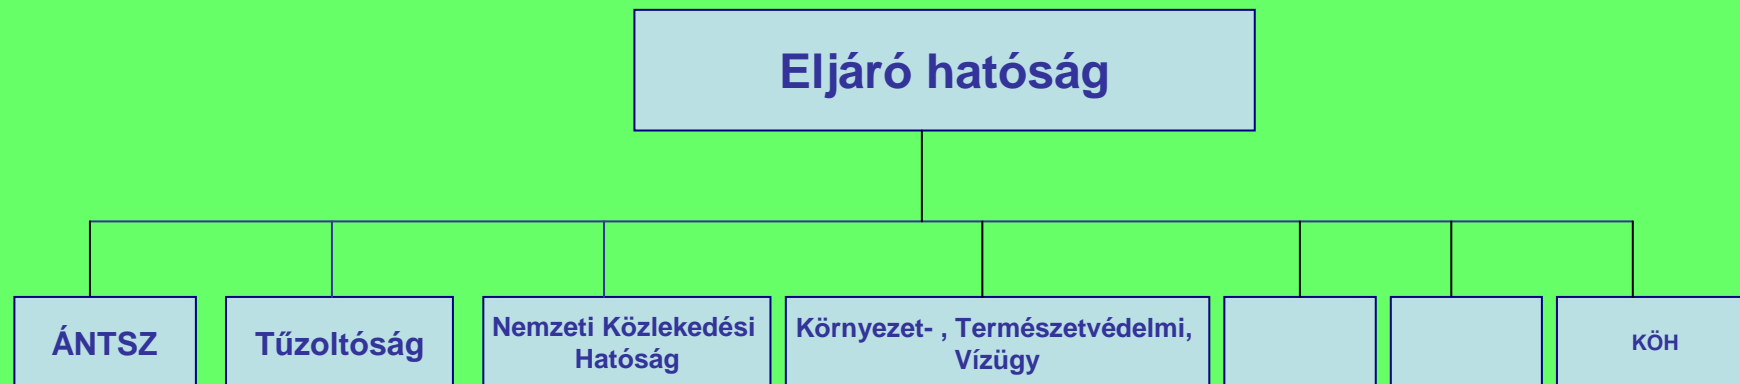 Eljáró hatóság
ÁNTSZ
Tűzoltóság
Nemzeti Közlekedési
Hatóság
Környezet- , Természetvédelmi,
Vízügy
KÖH